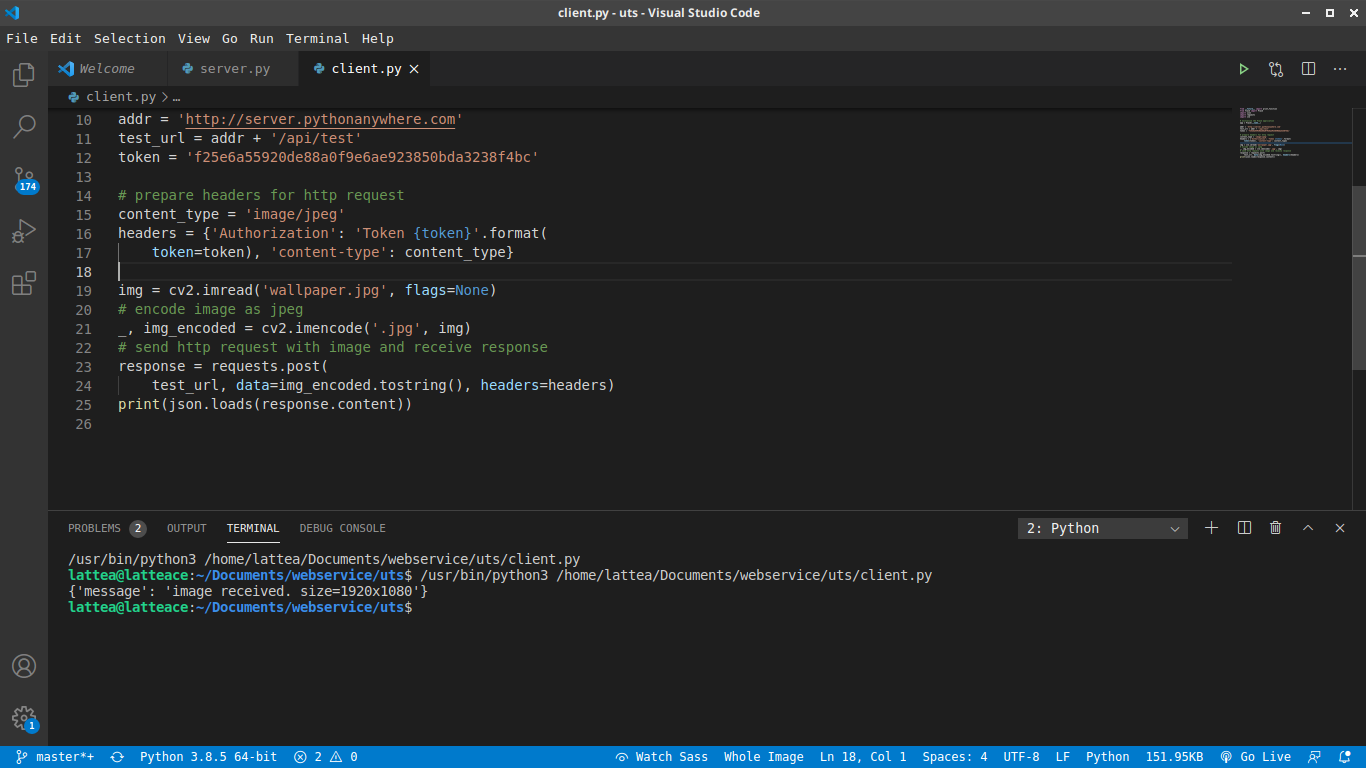 client.py - uts - Visual Studio Code
File Edit Selection View Go Run Terminal Help
Welcome server.py client.py
client.py > …
10 addr = 'http://server.pythonanywhere.com'
11 test_url = addr + '/api/test'
12 token = 'f25e6a55920de88a0f9e6ae923850bda3238f4bc'
13
14 # prepare headers for http request
15 content_type = 'image/jpeg'
16 headers = {'Authorization': 'Token {token}'.format(
17 token=token), 'content-type': content_type}
18
19 img = cv2.imread('wallpaper.jpg', flags=None)
20 # encode image as jpeg
21 _, img_encoded = cv2.imencode('.jpg', img)
22 # send http request with image and receive response
23 response = requests.post(
24 test_url, data=img_encoded.tostring(), headers=headers)
25 print(json.loads(response.content))
26
174
PROBLEMS 2 OUTPUT TERMINAL DEBUG CONSOLE 2: Python
/usr/bin/python3 /home/lattea/Documents/webservice/uts/client.py
lattea@latteace:~/Documents/webservice/uts$ /usr/bin/python3 /home/lattea/Documents/webservice/uts/client.py
{'message': 'image received. size=1920x1080'}
lattea@latteace:~/Documents/webservice/uts$
1
master*+ Python 3.8.5 64-bit 2 0 Watch Sass Whole Image Ln 18, Col 1 Spaces: 4 UTF-8 LF Python 151.95KB Go Live